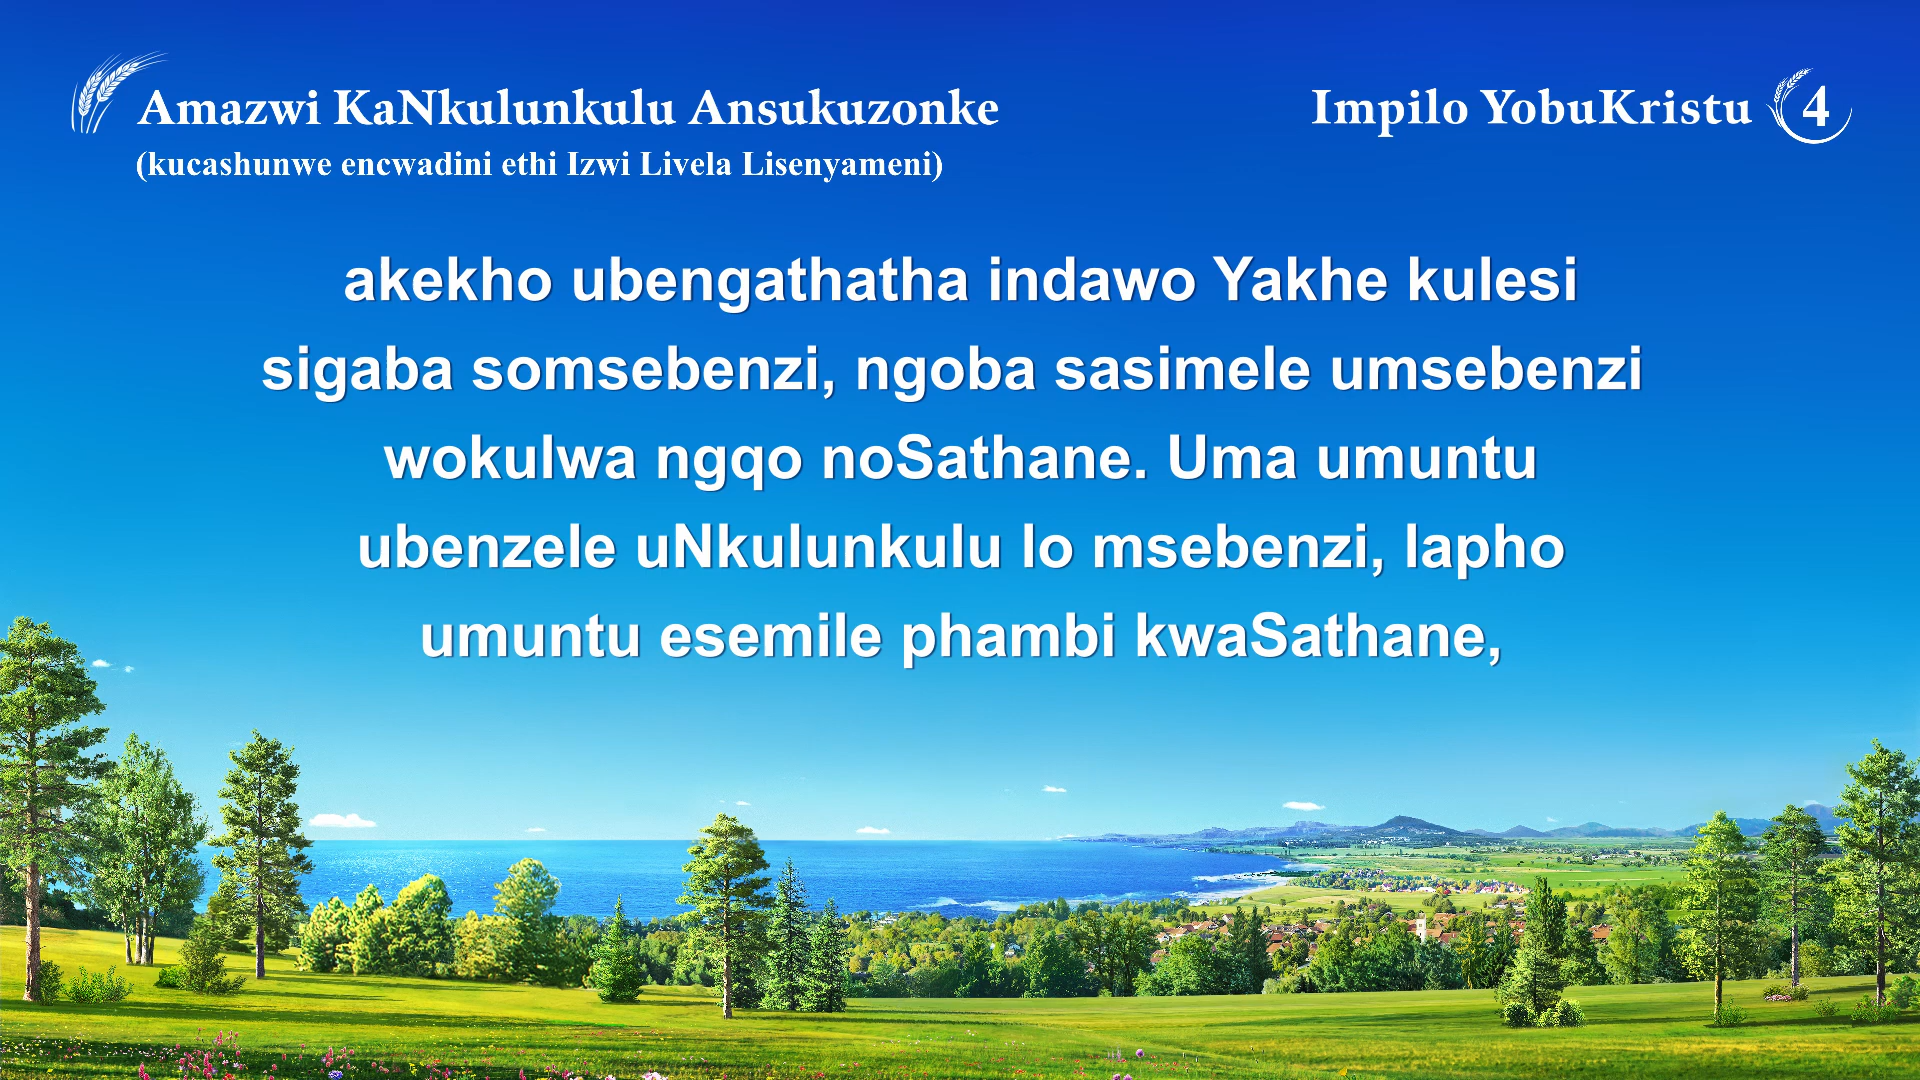 Amazwi KaNkulunkulu Ansukuzonke
(kucashunwe encwadini ethi Izwi Livela Lisenyameni)
Impilo YobuKristu 4
akekho ubengathatha indawo Yakhe kulesi
sigaba somsebenzi, ngoba sasimele umsebenzi
wokulwa ngqo noSathane. Uma umuntu
ubenzele uNkulunkulu lo msebenzi, lapho
umuntu esemile phambi kwaSathane,